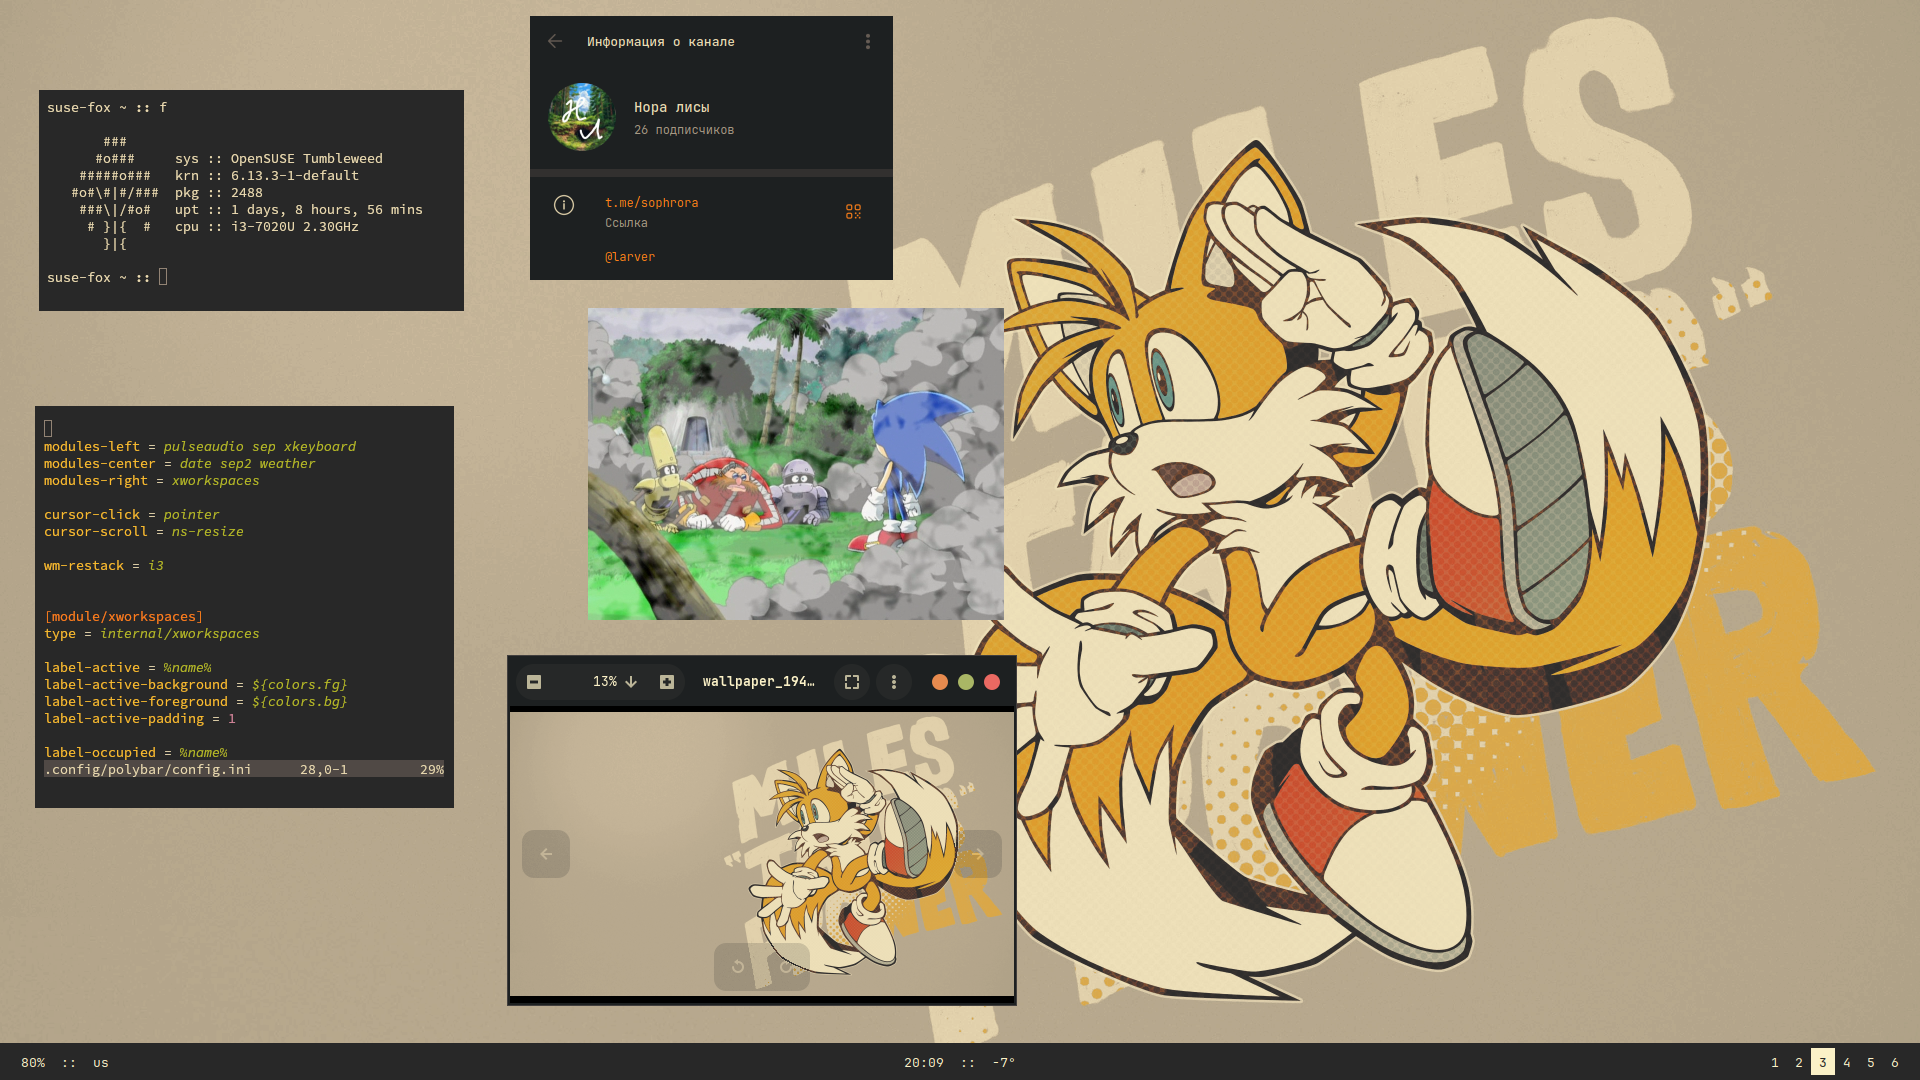 suse-fox ~ :: f
###
#o###     sys :: OpenSUSE Tumbleweed
#####o###   krn :: 6.13.3-1-default
#o#\#|#/###  pkg :: 2488
###\|/#o#   upt :: 1 days, 8 hours, 56 mins
# }|{  #   cpu :: i3-7020U 2.30GHz
}|{
suse-fox ~ ::
modules-left = pulseaudio sep xkeyboard
modules-center = date sep2 weather
modules-right = xworkspaces
cursor-click = pointer
cursor-scroll = ns-resize
wm-restack = i3
[module/xworkspaces]
type = internal/xworkspaces
label-active = %name%
label-active-background = ${colors.fg}
label-active-foreground = ${colors.bg}
label-active-padding = 1
label-occupied = %name%
.config/polybar/config.ini      28,0-1         29%
Информация о канале
НЛ
Нора лисы
26 подписчиков
t.me/sophrora
Ссылка
@larver
13%
wallpaper_194…
MILES
MILES
80%  ::  us
20:09  ::  -7°
1 2 3 4 5 6